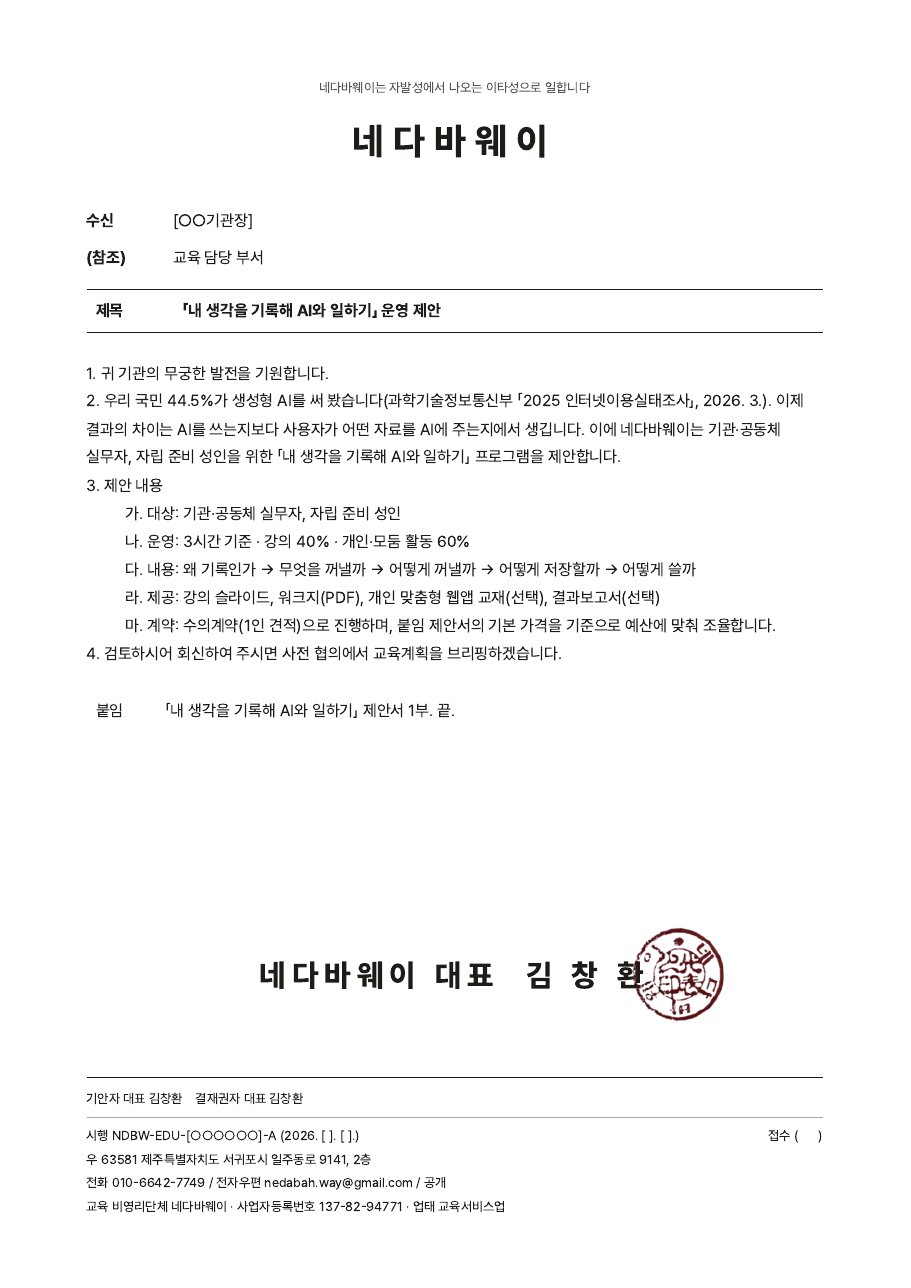 네다바웨이는 자발성에서 나오는 이타성으로 일합니다
네다바웨이
수신 [○○기관장]
(참조) 교육 담당 부서
제목 「내 생각을 기록해 AI와 일하기」 운영 제안
1. 귀 기관의 무궁한 발전을 기원합니다.
2. 우리 국민 44.5%가 생성형 AI를 써 봤습니다(과학기술정보통신부 「2025 인터넷이용실태조사」, 2026. 3.). 이제
결과의 차이는 AI를 쓰는지보다 사용자가 어떤 자료를 AI에 주는지에서 생깁니다. 이에 네다바웨이는 기관·공동체
실무자, 자립 준비 성인을 위한 「내 생각을 기록해 AI와 일하기」 프로그램을 제안합니다.
3. 제안 내용
가. 대상: 기관·공동체 실무자, 자립 준비 성인
나. 운영: 3시간 기준 · 강의 40% · 개인·모둠 활동 60%
다. 내용: 왜 기록인가 → 무엇을 꺼낼까 → 어떻게 꺼낼까 → 어떻게 저장할까 → 어떻게 쓸까
라. 제공: 강의 슬라이드, 워크지(PDF), 개인 맞춤형 웹앱 교재(선택), 결과보고서(선택)
마. 계약: 수의계약(1인 견적)으로 진행하며, 붙임 제안서의 기본 가격을 기준으로 예산에 맞춰 조율합니다.
4. 검토하시어 회신하여 주시면 사전 협의에서 교육계획을 브리핑하겠습니다.
붙임 「내 생각을 기록해 AI와 일하기」 제안서 1부. 끝.
네다바웨이 대표 김 창 환
기안자 대표 김창환 결재권자 대표 김창환
시행 NDBW-EDU-[○○○○○○]-A (2026. [ ]. [ ].) 접수 ( )
우 63581 제주특별자치도 서귀포시 일주동로 9141, 2층
전화 010-6642-7749 / 전자우편 nedabah.way@gmail.com / 공개
교육 비영리단체 네다바웨이 · 사업자등록번호 137-82-94771 · 업태 교육서비스업